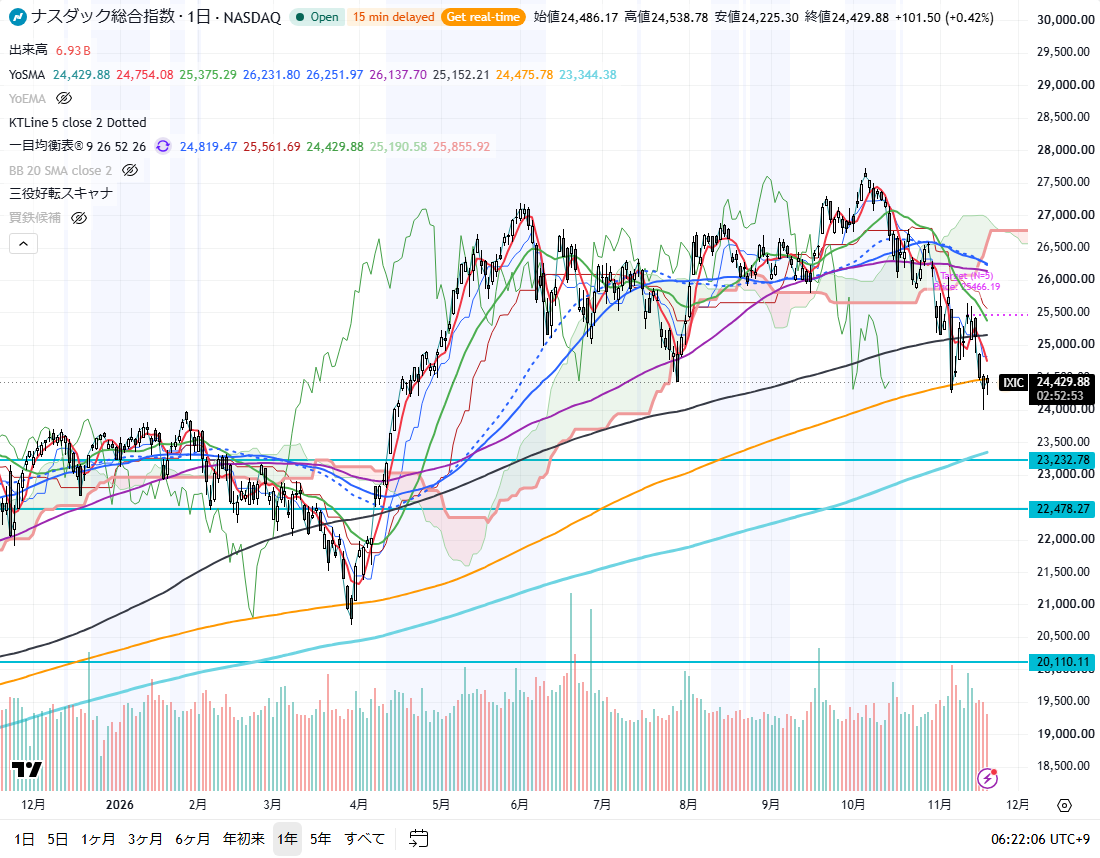 ナスダック総合指数 · 1日 · NASDAQ Open 15 min delayed Get real-time 始値24,486.17 高値24,538.78 安値24,225.30 終値24,429.88 +101.50 (+0.42%)
出来高 6.93 B
YoSMA 24,429.88 24,754.08 25,375.29 26,231.80 26,251.97 26,137.70 25,152.21 24,475.78 23,344.38
YoEMA
KTLine 5 close 2 Dotted
一目均衡表® 9 26 52 26 24,819.47 25,561.69 24,429.88 25,190.58 25,855.92
BB 20 SMA close 2
三役好転スキャナ
買鉄候補
30,000.00
29,500.00
29,000.00
28,500.00
28,000.00
27,500.00
27,000.00
26,500.00
26,000.00
25,500.00
25,000.00
Target (N=5)
Price: 25466.19
IXIC 24,429.88
02:52:53
24,000.00
23,500.00
23,232.78
23,000.00
22,478.27
22,000.00
21,500.00
21,000.00
20,500.00
20,110.11
19,500.00
19,000.00
18,500.00
12月 2026 2月 3月 4月 5月 6月 7月 8月 9月 10月 11月 12月
1日 5日 1ヶ月 3ヶ月 6ヶ月 年初来 1年 5年 すべて 06:22:06 UTC+9